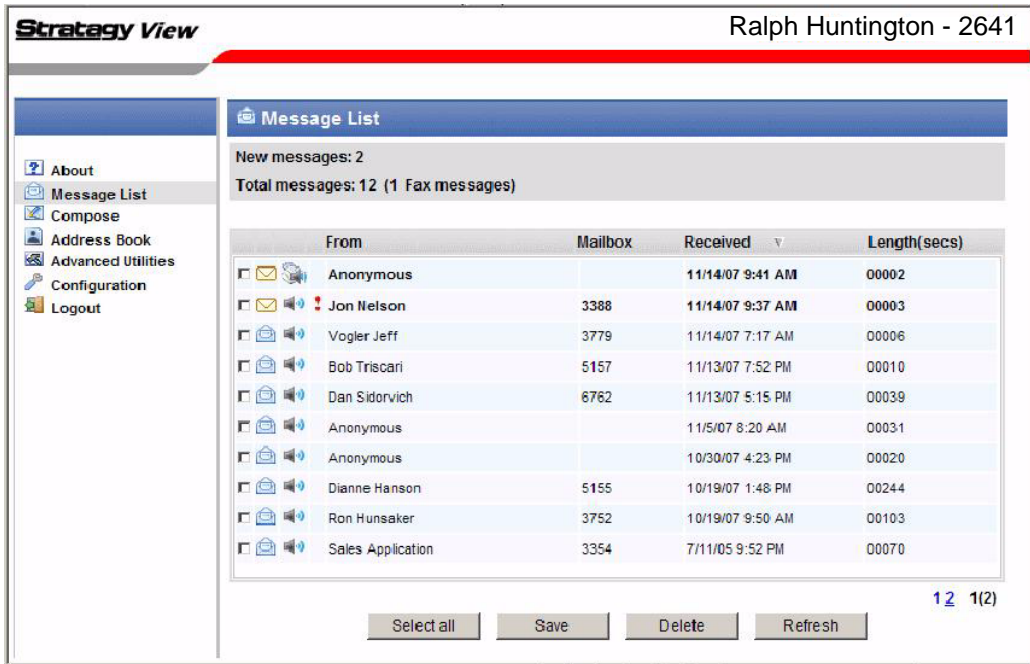 Stratagy View
Ralph Huntington - 2641
Message List
About
Message List
Compose
Address Book
Advanced Utilities
Configuration
Logout
New messages: 2
Total messages: 12 (1 Fax messages)
From Mailbox Received Length(secs)
Anonymous 11/14/07 9:41 AM 00002
Jon Nelson 3388 11/14/07 9:37 AM 00003
Vogler Jeff 3779 11/14/07 7:17 AM 00006
Bob Triscari 5157 11/13/07 7:52 PM 00010
Dan Sidorvich 6762 11/13/07 5:15 PM 00039
Anonymous 11/5/07 8:20 AM 00031
Anonymous 10/30/07 4:23 PM 00020
Dianne Hanson 5155 10/19/07 1:48 PM 00244
Ron Hunsaker 3752 10/19/07 9:50 AM 00103
Sales Application 3354 7/11/05 9:52 PM 00070
1 2 1(2)
Select all Save Delete Refresh